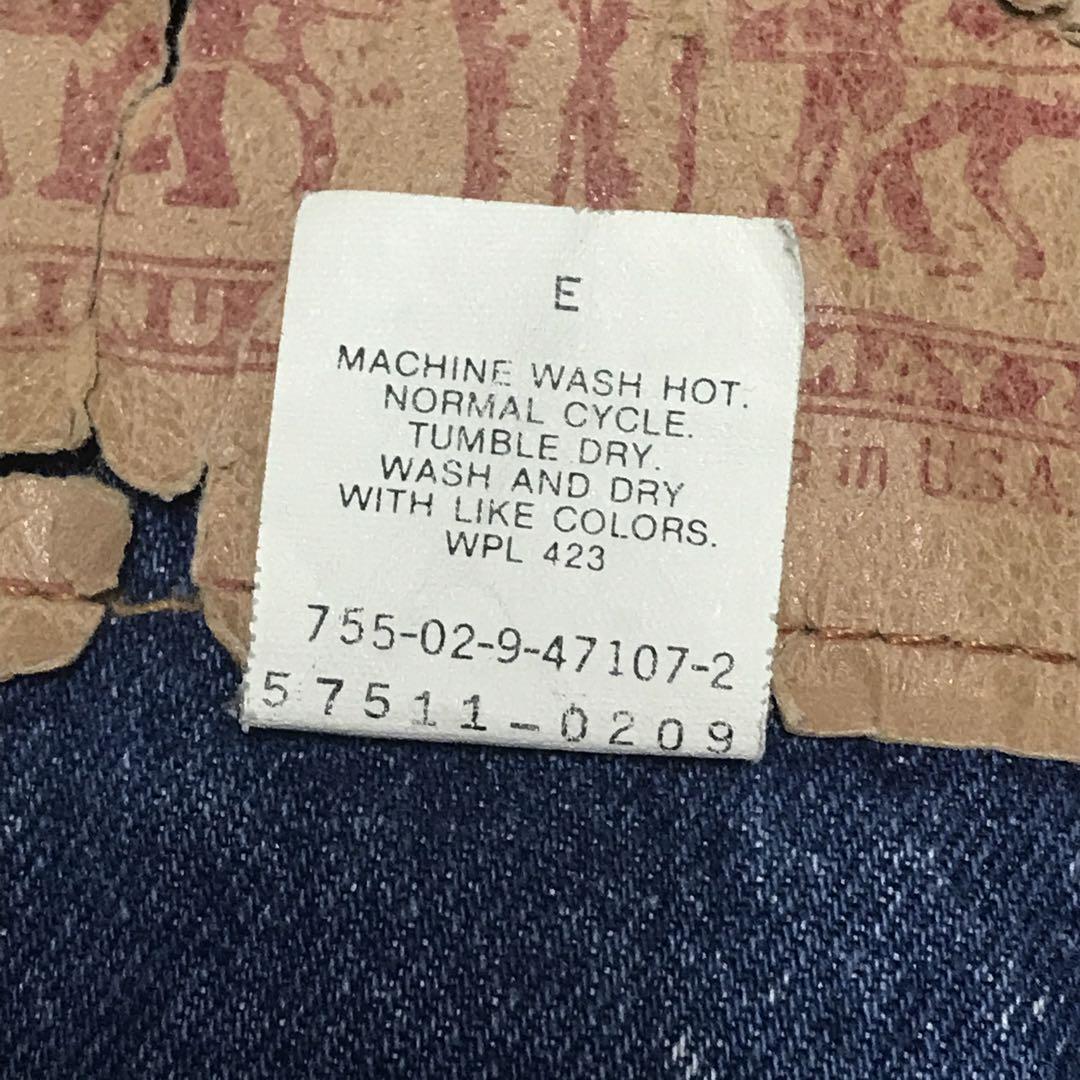 E
MACHINE WASH HOT.
NORMAL CYCLE.
TUMBLE DRY.
WASH AND DRY
WITH LIKE COLORS.
WPL 423
in U.S.A.
755-02-9-47107-2
57511-0209